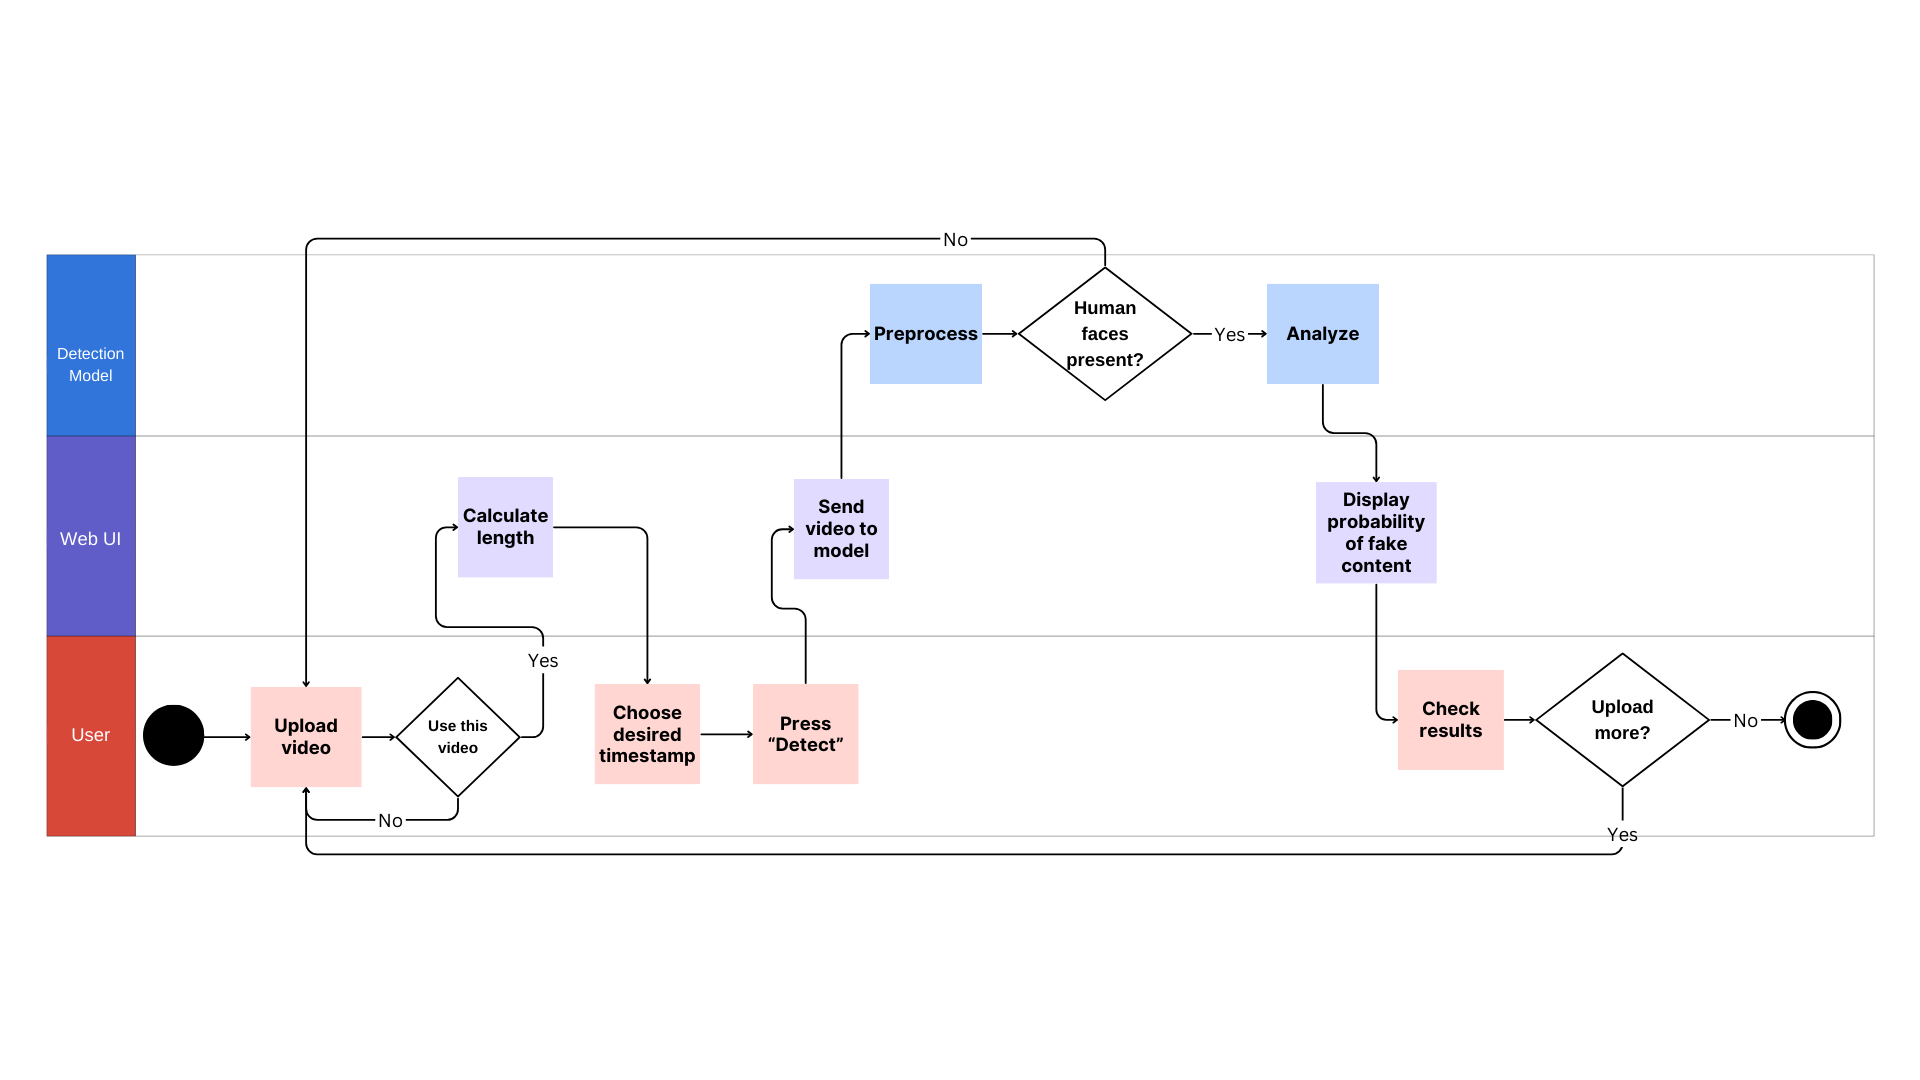 No
Detection
Model
Preprocess
Human
faces
present?
Yes
Analyze
Web UI
Calculate
length
Send
video to
model
Display
probability
of fake
content
User
Upload
video
Use this
video
Yes
No
Choose
desired
timestamp
Press
“Detect”
Check
results
Upload
more?
No
Yes